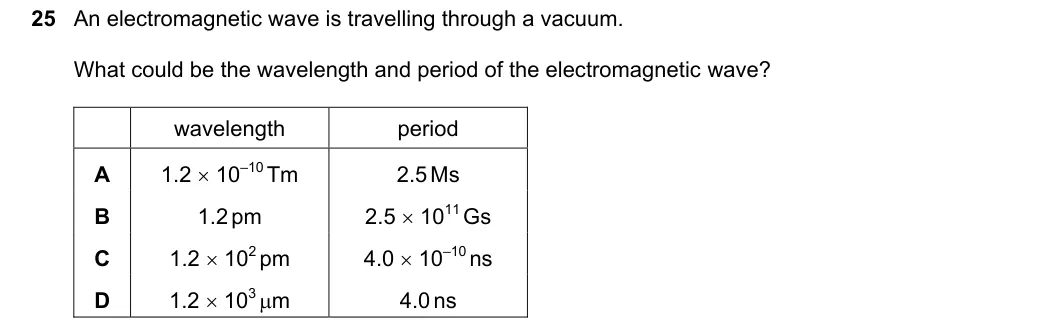 25 An electromagnetic wave is travelling through a vacuum.
What could be the wavelength and period of the electromagnetic wave?
wavelength period
A 1.2 × 10⁻¹⁰ Tm 2.5 Ms
B 1.2 pm 2.5 × 10¹¹ Gs
C 1.2 × 10² pm 4.0 × 10⁻¹⁰ ns
D 1.2 × 10³ μm 4.0 ns